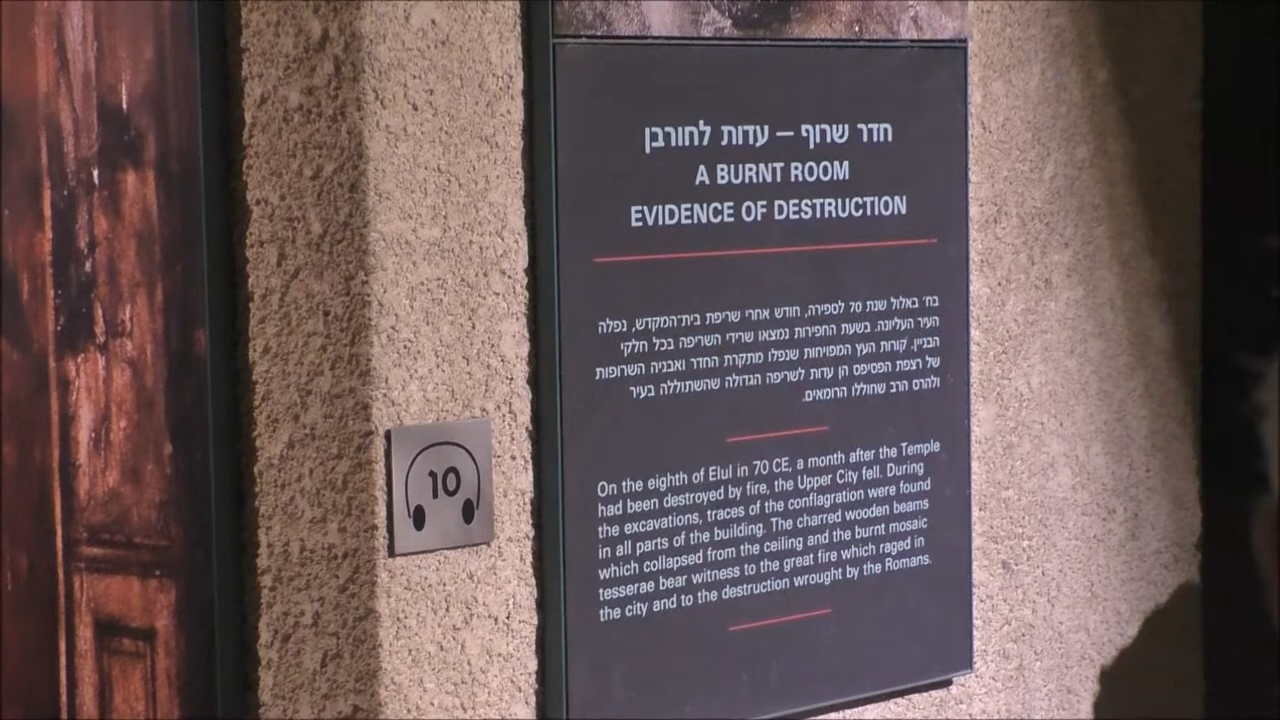 חדר שרוף – עדות לחורבן
A BURNT ROOM
EVIDENCE OF DESTRUCTION
בח' באלול שנת 70 לספירה, חודש אחרי שריפת בית־המקדש, נפלה
העיר העליונה. בשעת החפירות נמצאו שרידי השריפה בכל חלקי
הבניין. קורות העץ המפויחות שנפלו מתקרת החדר ואבניה השרופות
של רצפת הפסיפס הן עדות לשריפה הגדולה שהשתוללה בעיר
ולהרס הרב שחוללו הרומאים.
On the eighth of Elul in 70 CE, a month after the Temple
had been destroyed by fire, the Upper City fell. During
the excavations, traces of the conflagration were found
in all parts of the building. The charred wooden beams
which collapsed from the ceiling and the burnt mosaic
tesserae bear witness to the great fire which raged in
the city and to the destruction wrought by the Romans.
10